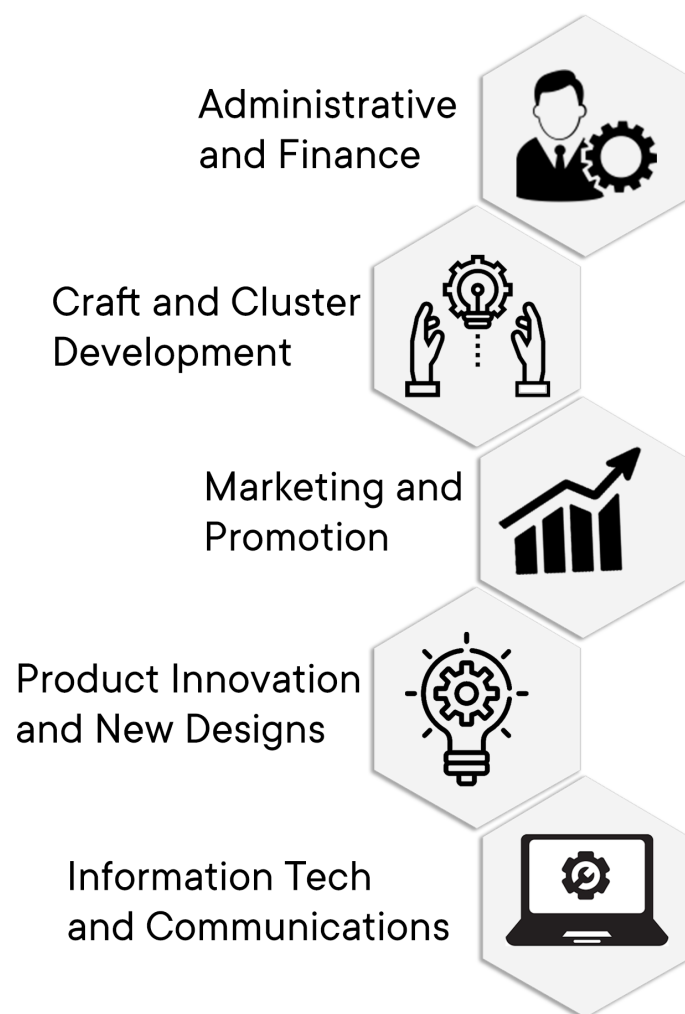 Administrative
and Finance
Craft and Cluster
Development
Marketing and
Promotion
Product Innovation
and New Designs
Information Tech
and Communications